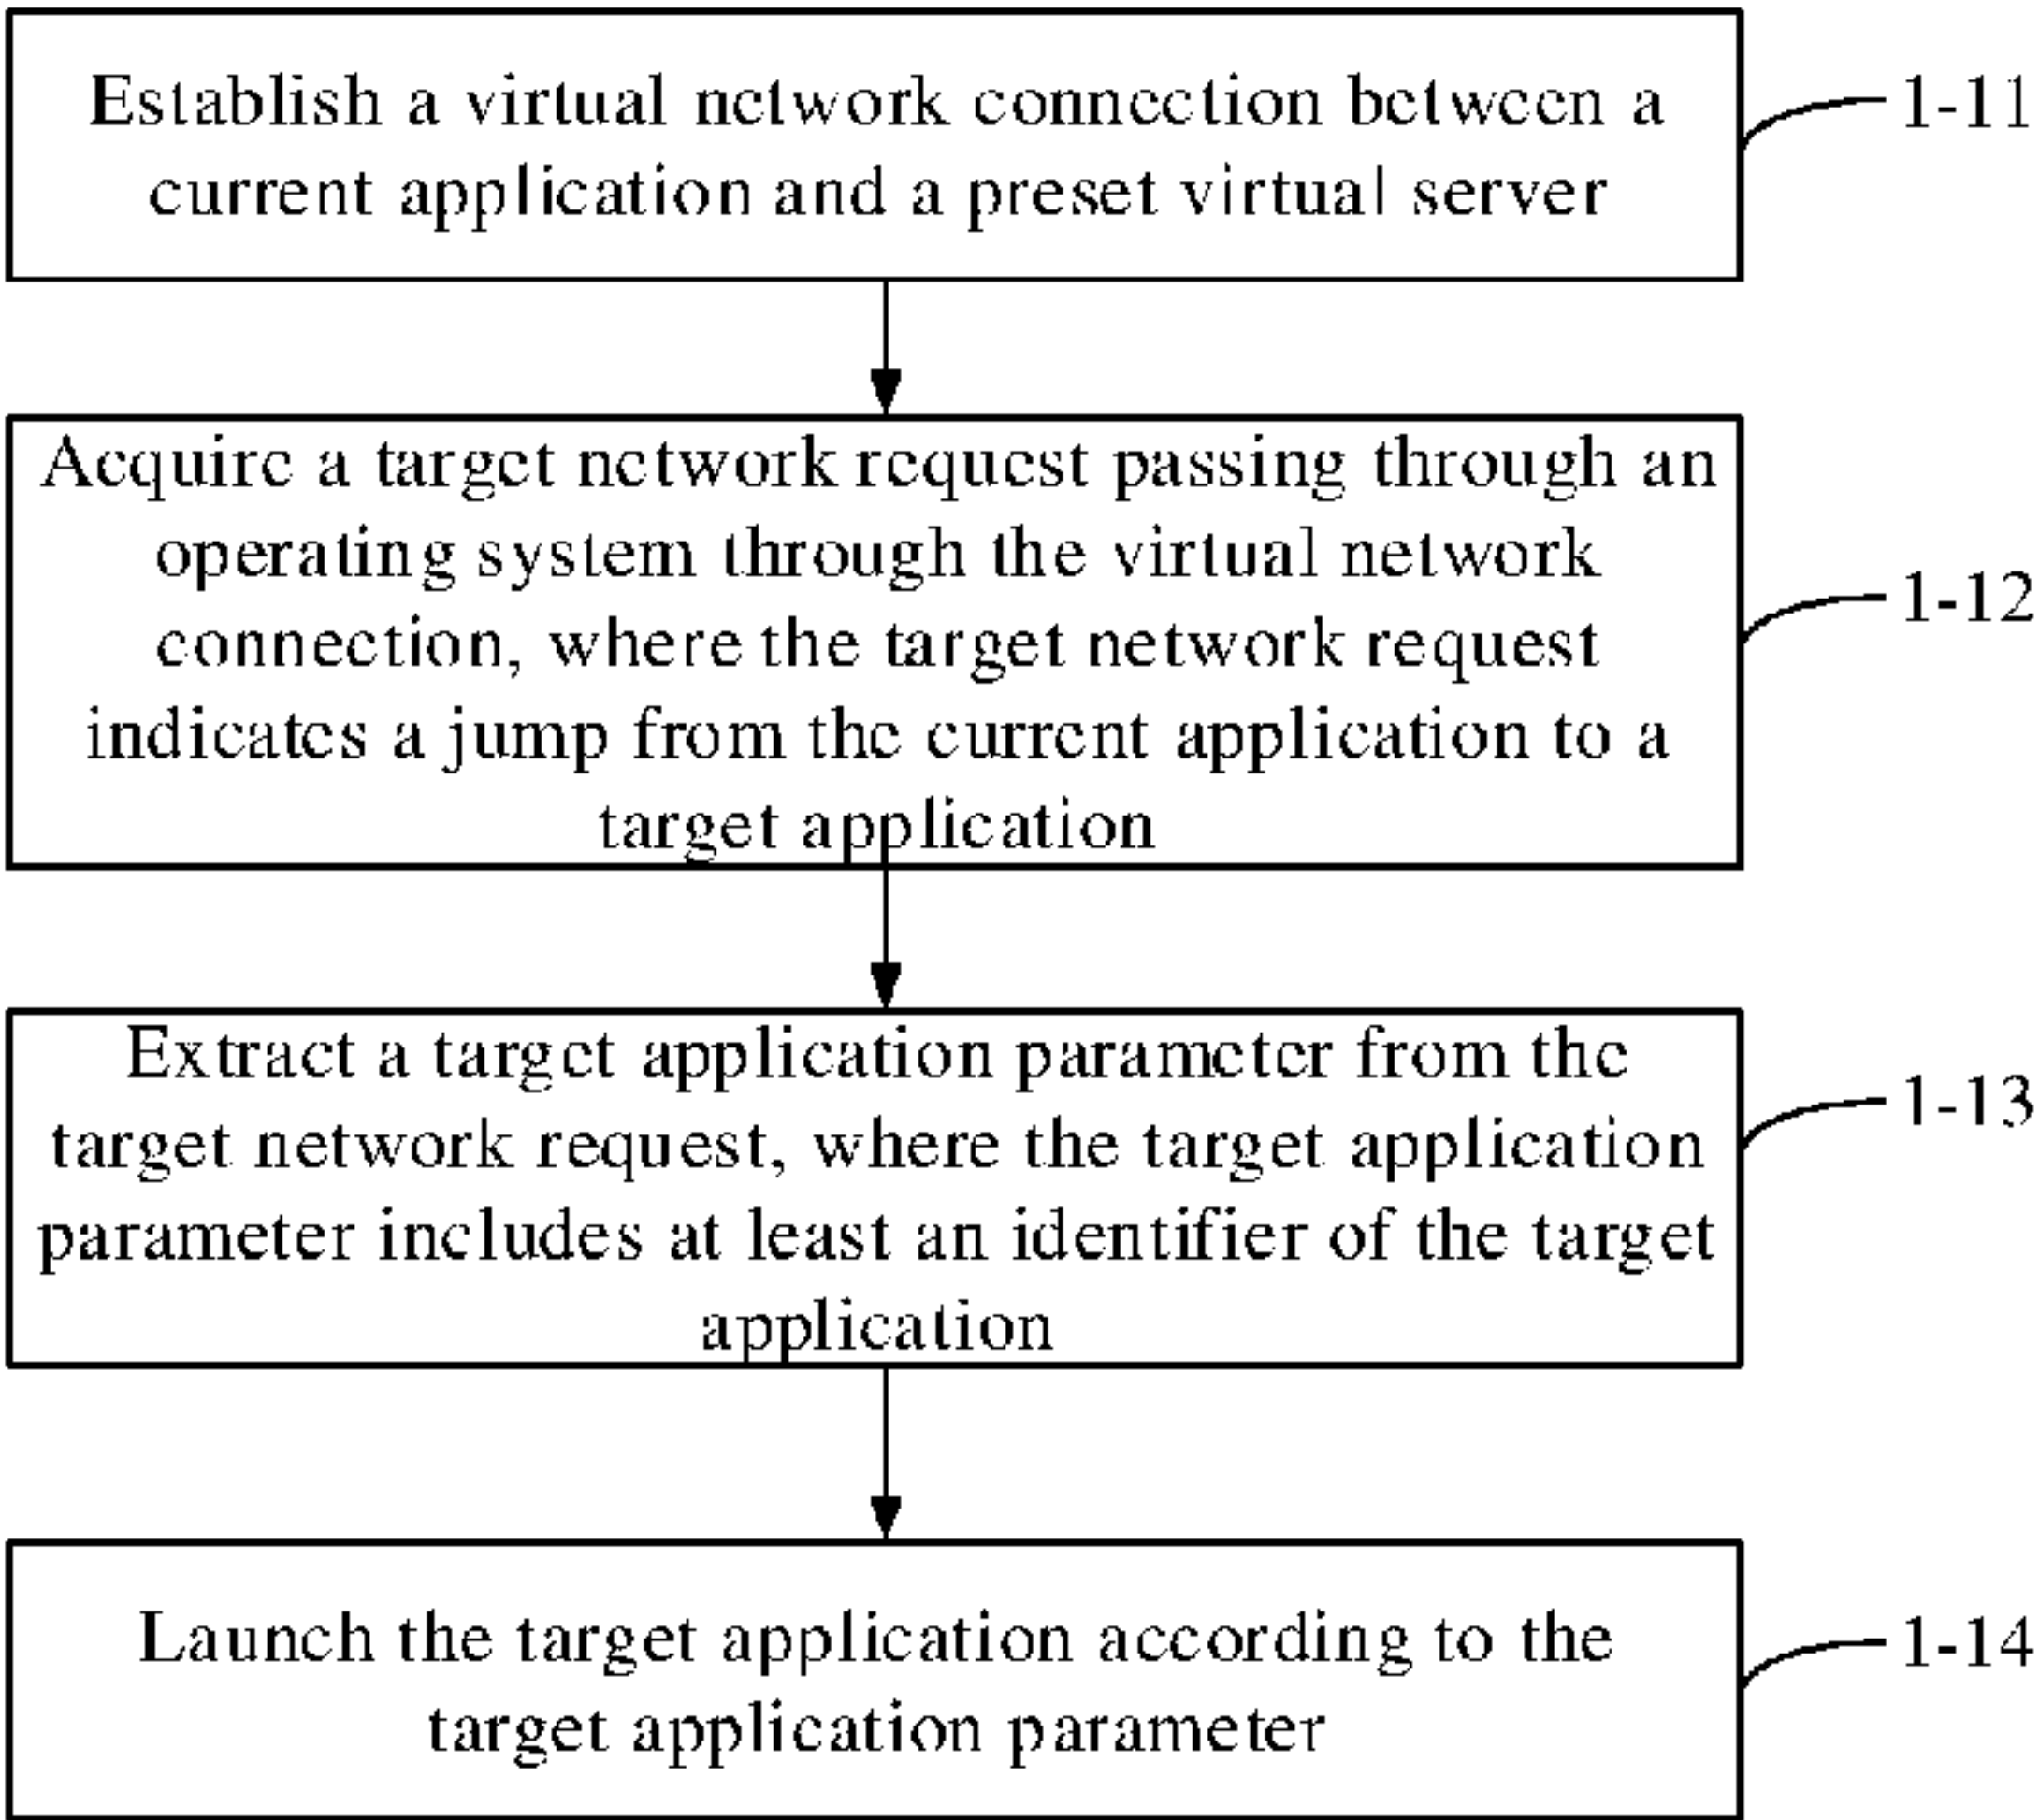 Establish a virtual network connection between a
current application and a preset virtual server
1-11
Acquire a target network request passing through an
operating system through the virtual network
connection, where the target network request
indicates a jump from the current application to a
target application
1-12
Extract a target application parameter from the
target network request, where the target application
parameter includes at least an identifier of the target
application
1-13
Launch the target application according to the
target application parameter
1-14